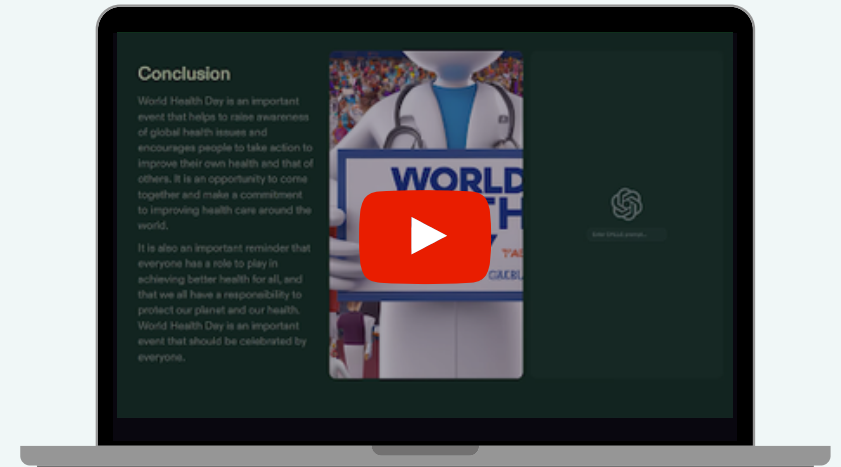 Conclusion
World Health Day is an important
event that helps to raise awareness
of global health issues and
encourages people to take action to
improve their own health and that of
others. It is an opportunity to come
together and make a commitment
to improving health care around the
world.
It is also an important reminder that
everyone has a role to play in
achieving better health for all, and
that we all have a responsibility to
protect our planet and our health.
World Health Day is an important
event that should be celebrated by
everyone.
WORLD
TH
Y